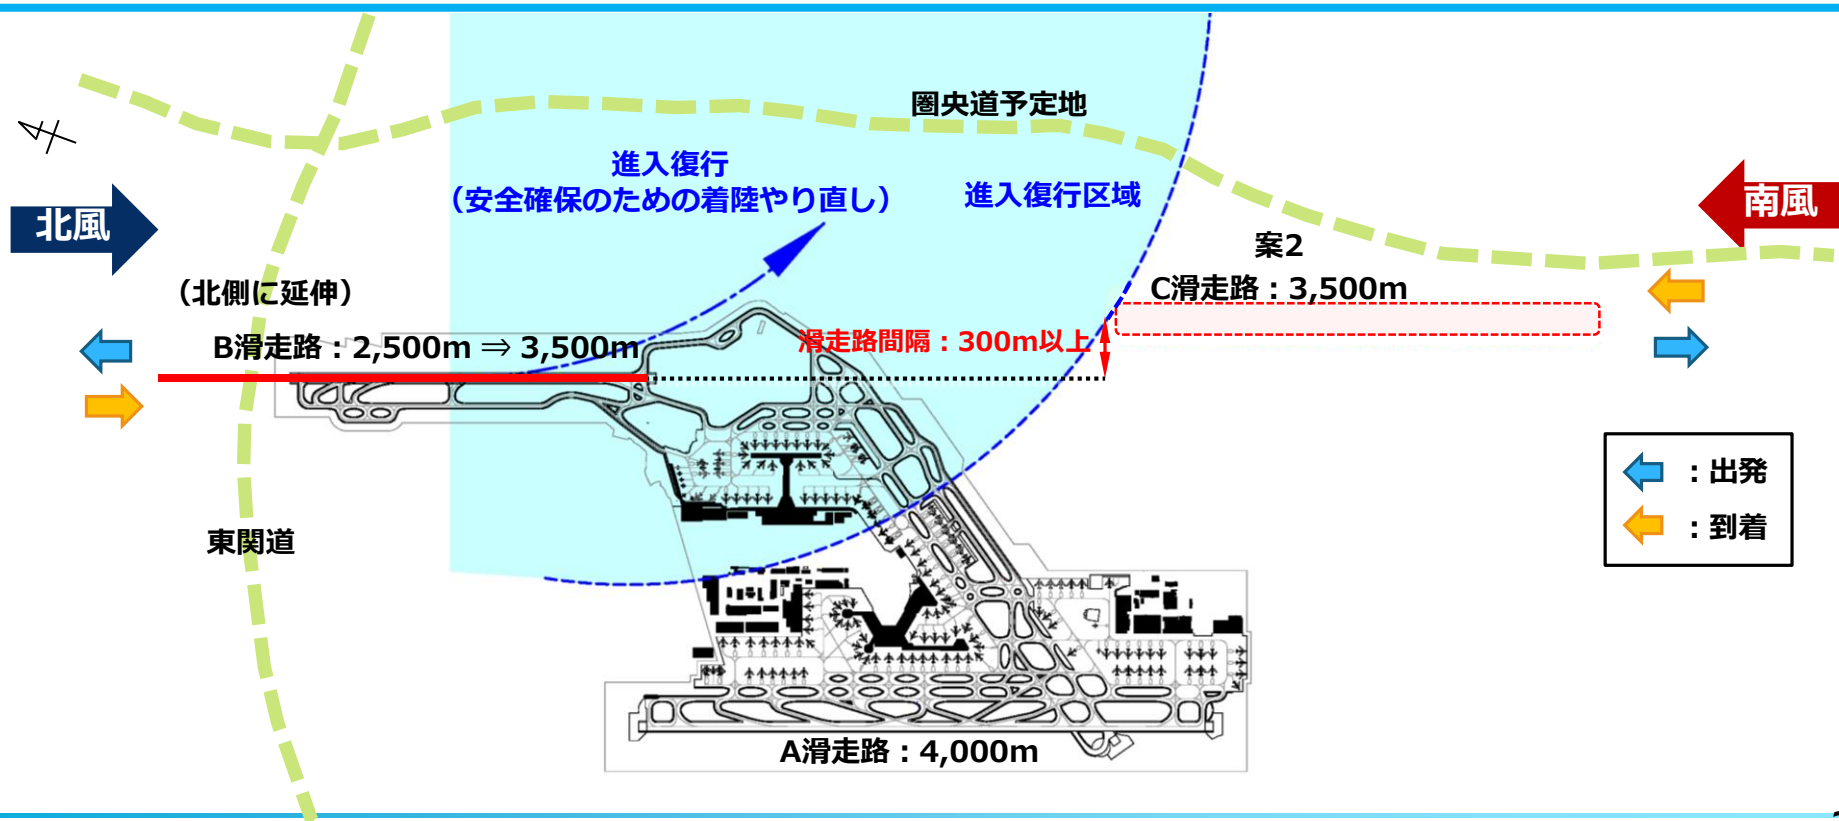 圏央道予定地
進入復行
（安全確保のための着陸やり直し）
進入復行区域
北風
南風
案2
C滑走路：3,500m
（北側に延伸）
B滑走路：2,500m ⇒ 3,500m
滑走路間隔：300m以上
：出発
：到着
東関道
A滑走路：4,000m